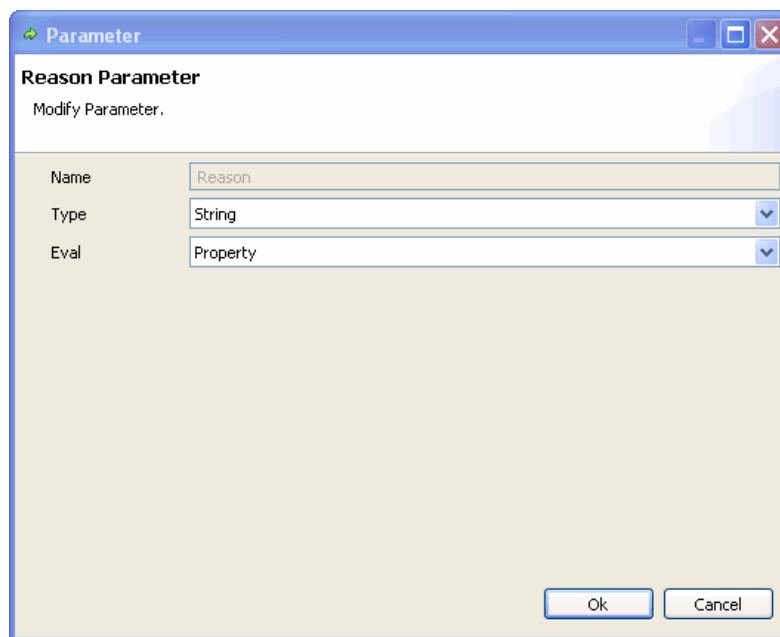 Parameter
Reason Parameter
Modify Parameter.
Name Reason
Type String
Eval Property
Ok Cancel